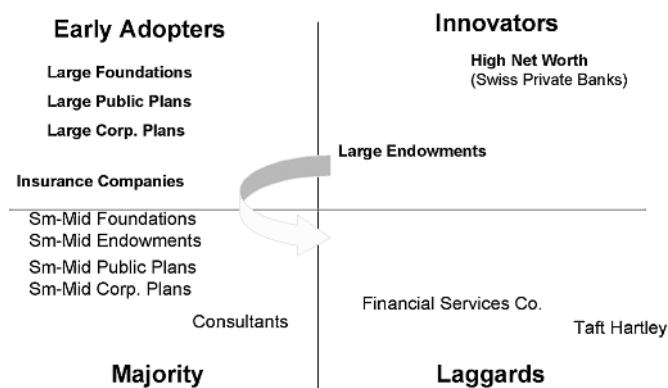 Early Adopters
Large Foundations
Large Public Plans
Large Corp. Plans
Insurance Companies
Innovators
High Net Worth
(Swiss Private Banks)
Large Endowments
Sm-Mid Foundations
Sm-Mid Endowments
Sm-Mid Public Plans
Sm-Mid Corp. Plans
Consultants
Majority
Financial Services Co.
Taft Hartley
Laggards